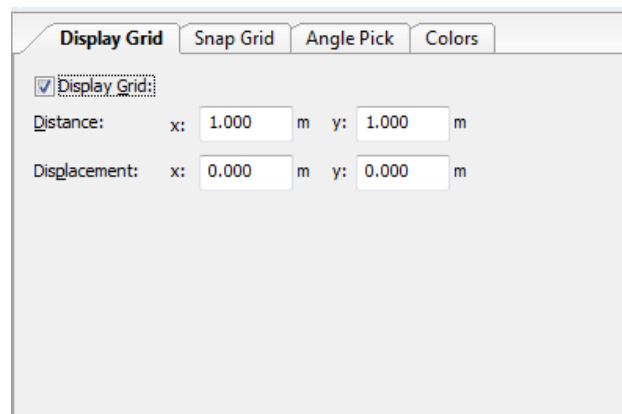 Display Grid Snap Grid Angle Pick Colors
Display Grid:
Distance: x: 1.000 m y: 1.000 m
Displacement: x: 0.000 m y: 0.000 m